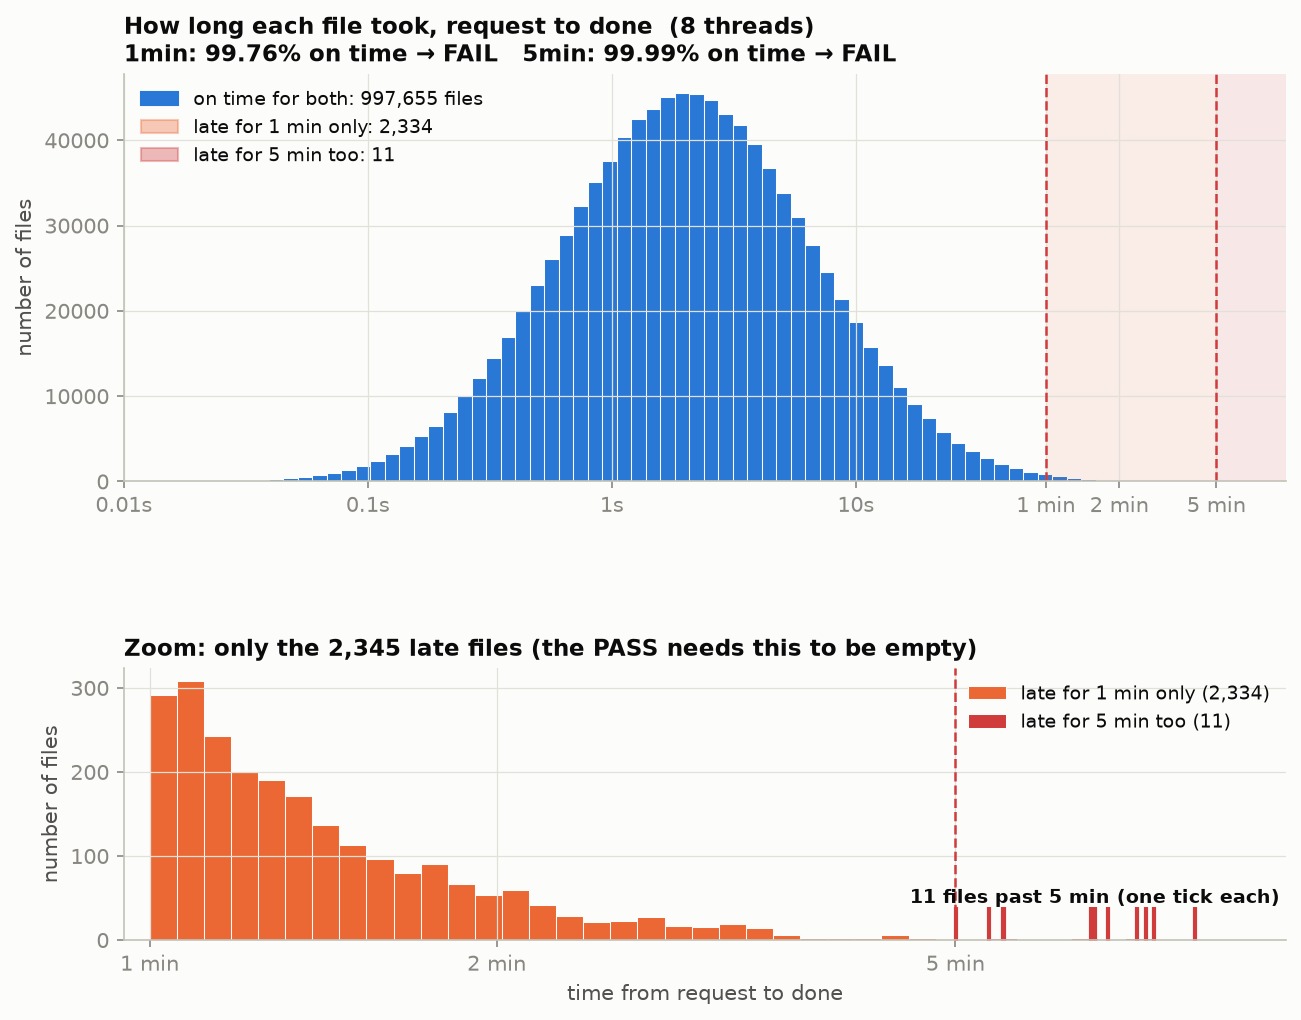 How long each file took, request to done  (8 threads)
1min: 99.76% on time → FAIL   5min: 99.99% on time → FAIL
on time for both: 997,655 files
late for 1 min only: 2,334
late for 5 min too: 11
number of files
40000
30000
20000
10000
0
0.01s
0.1s
1s
10s
1 min
2 min
5 min
Zoom: only the 2,345 late files (the PASS needs this to be empty)
late for 1 min only (2,334)
late for 5 min too (11)
number of files
300
200
100
0
11 files past 5 min (one tick each)
1 min
2 min
5 min
time from request to done